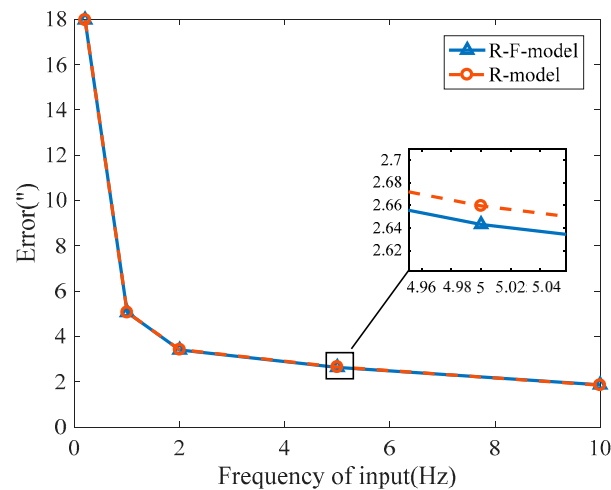 18
16
14
12
10
8
6
4
2
0
Error(")
R-F-model
R-model
2.7
2.68
2.66
2.64
2.62
4.96 4.98 5 5.02 5.04
0 2 4 6 8 10
Frequency of input(Hz)